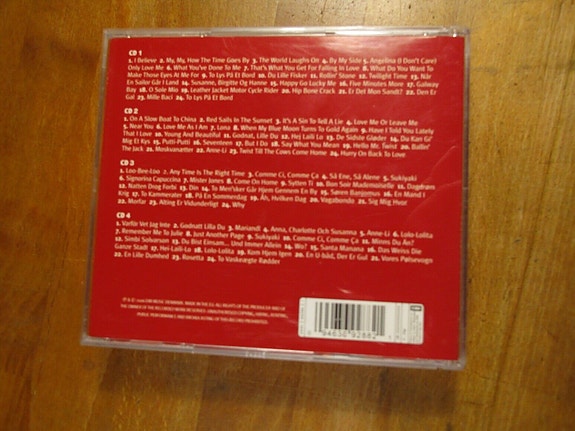 CD 1
1. I Believe 2. My, My, How The Time Goes By 3. The World Laughs On 4. By My Side 5. Angelina (I Don't Care)
Only Love Me 6. What You've Done To Me 7. That's What You Get For Falling In Love 8. What Do You Want To
Make Those Eyes At Me For 9. To Lys På Et Bord 10. Du Lille Fisker 11. Rollin' Stone 12. Twilight Time 13. Når
En Sailor Går I Land 14. Susanne, Birgitte Og Hanne 15. Happy Go Lucky Me 16. Five Minutes More 17. Galway
Bay 18. O Sole Mio 19. Leather Jacket Motor Cycle Rider 20. Hip Bone Crack 21. Er Det Mon Sandt? 22. Den Er
Gal 23. Mille Baci 24. To Lys På Et Bord
CD 2
1. On A Slow Boat To China 2. Red Sails In The Sunset 3. It's A Sin To Tell A Lie 4. Love Me Or Leave Me
5. Near You 6. Love Me As I Am 7. Lona 8. When My Blue Moon Turns To Gold Again 9. Have I Told You Lately
That I Love 10. Young And Beautiful 11. Godnat, Lille Du 12. Hej Laili Lo 13. De Sidste Gløder 14. Du Kan Gi'
Mig Et Kys 15. Putti-Putti 16. Seventeen 17. But I Do 18. Say What You Mean 19. Hello Mr. Twist 20. Ballin'
The Jack 21. Moskvanætter 22. Anne-Li 23. Twist Till The Cows Come Home 24. Hurry On Back To Love
CD 3
1. Loo-Bee-Loo 2. Any Time Is The Right Time 3. Comme Ci, Comme Ça 4. Så Ene, Så Alene 5. Sukiyaki
6. Signorina Capuccina 7. Mister Jones 8. Come On Home 9. Sytten Ti 10. Bon Soir Mademoiselle 11. Dagdrøm
12. Natten Drog Forbi 13. Din 14. To Men'sker Går Hjem Gennem En By 15. Søren Banjomus 16. En Mand I
Krig 17. To Kammerater 18. På En Sommerdag 19. Åh, Hvilken Dag 20. Vagabondo 21. Sig Mig Hvor
22. Morfar 23. Alting Er Vidunderligt 24. Why
CD 4
1. Varför Vet Jag Inte 2. Godnatt Lilla Du 3. Mariandl 4. Anna, Charlotte Och Susanna 5. Anne-Li 6. Lolo-Lolita
7. Remember Me To Julie 8. Just Another Page 9. Sukiyaki 10. Comme Ci, Comme Ça 11. Minns Du Än?
12. Simbi Solvarson 13. Du Bist Einsam... Und Immer Allein 14. Wo? 15. Santa Manana 16. Das Weiss Die
Ganze Stadt 17. Hei-Laili-Lo 18. Lolo-Lolita 19. Kom Hjem Igen 20. En U-båd, Der Er Gul 21. Vores Pølsevogn
22. En Lille Dumhed 23. Rosetta 24. To Vaskeægte Rødder